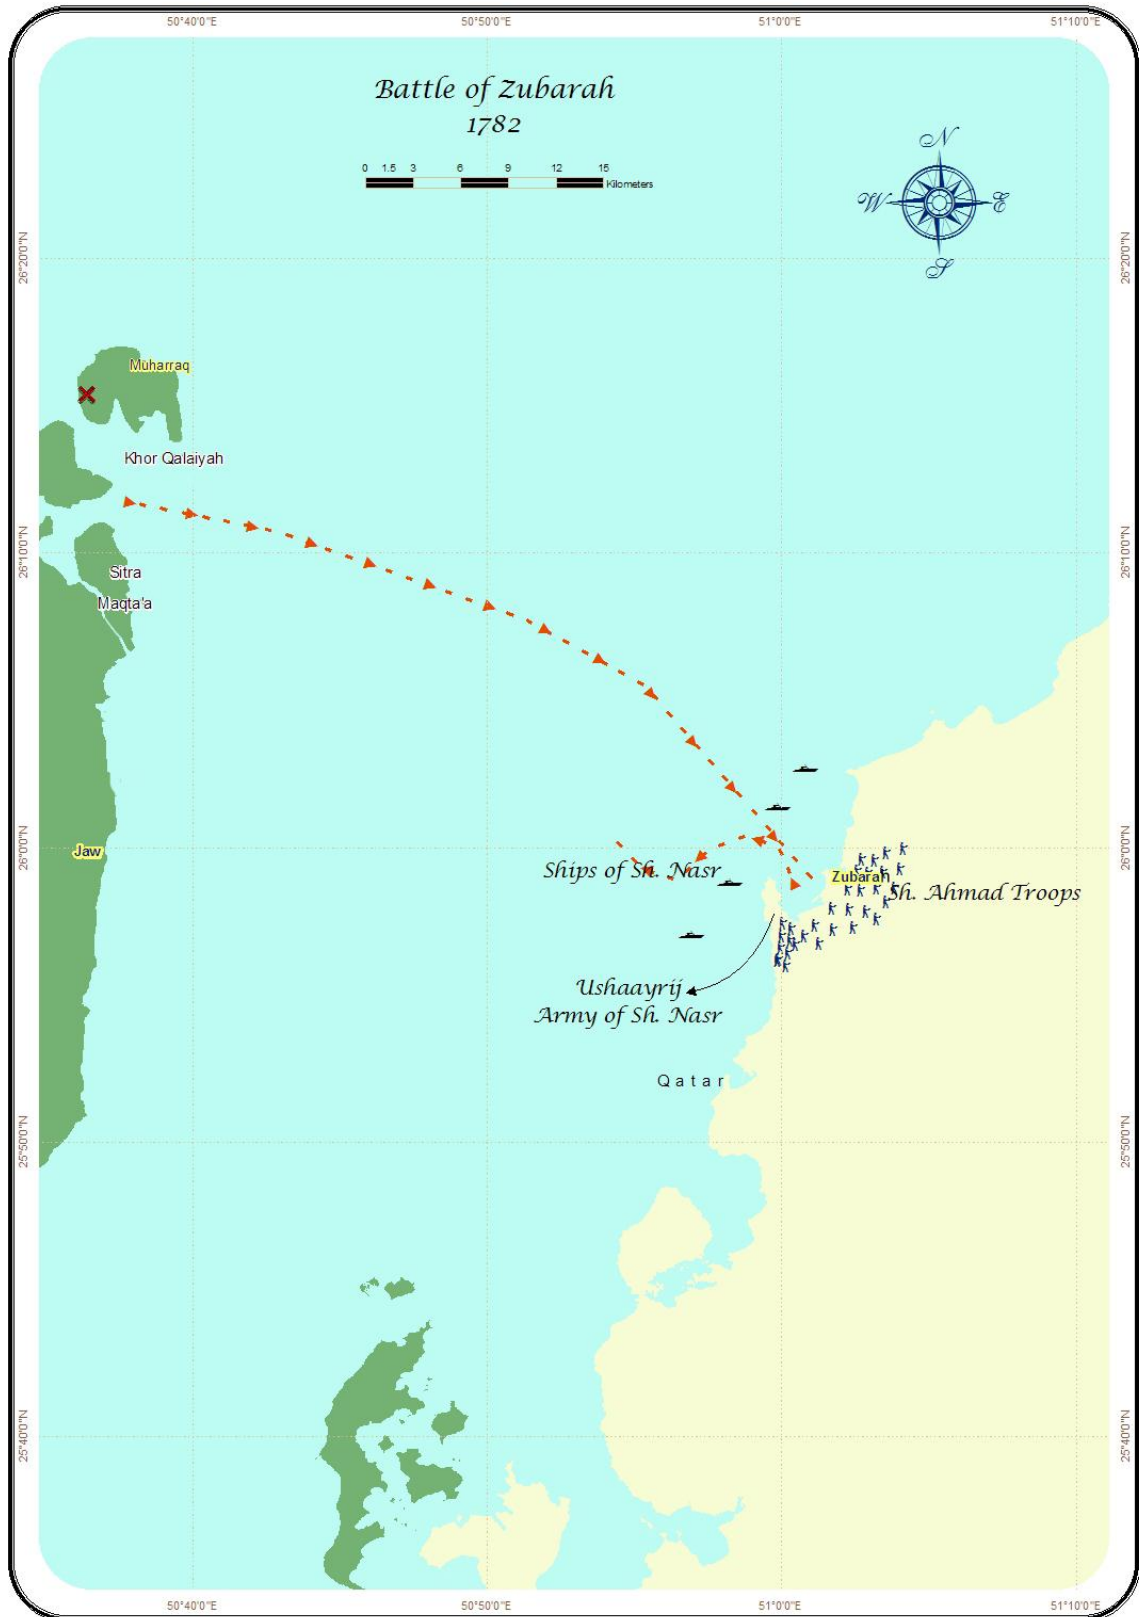 50°40'0"E 50°50'0"E 51°0'0"E 51°10'0"E
Battle of Zubarah
1782
0 1.5 3 6 9 12 15
Kilometers
N
W E
S
26°20'0"N 26°20'0"N
Muharraq
Khor Qalaiyah
26°10'0"N 26°10'0"N
Sitra
Maqta'a
26°0'0"N 26°0'0"N
Jaw
Ships of Sh. Nasr
Zubarah
Sh. Ahmad Troops
Ushaayrij
Army of Sh. Nasr
Qatar
25°50'0"N 25°50'0"N
25°40'0"N 25°40'0"N
50°40'0"E 50°50'0"E 51°0'0"E 51°10'0"E